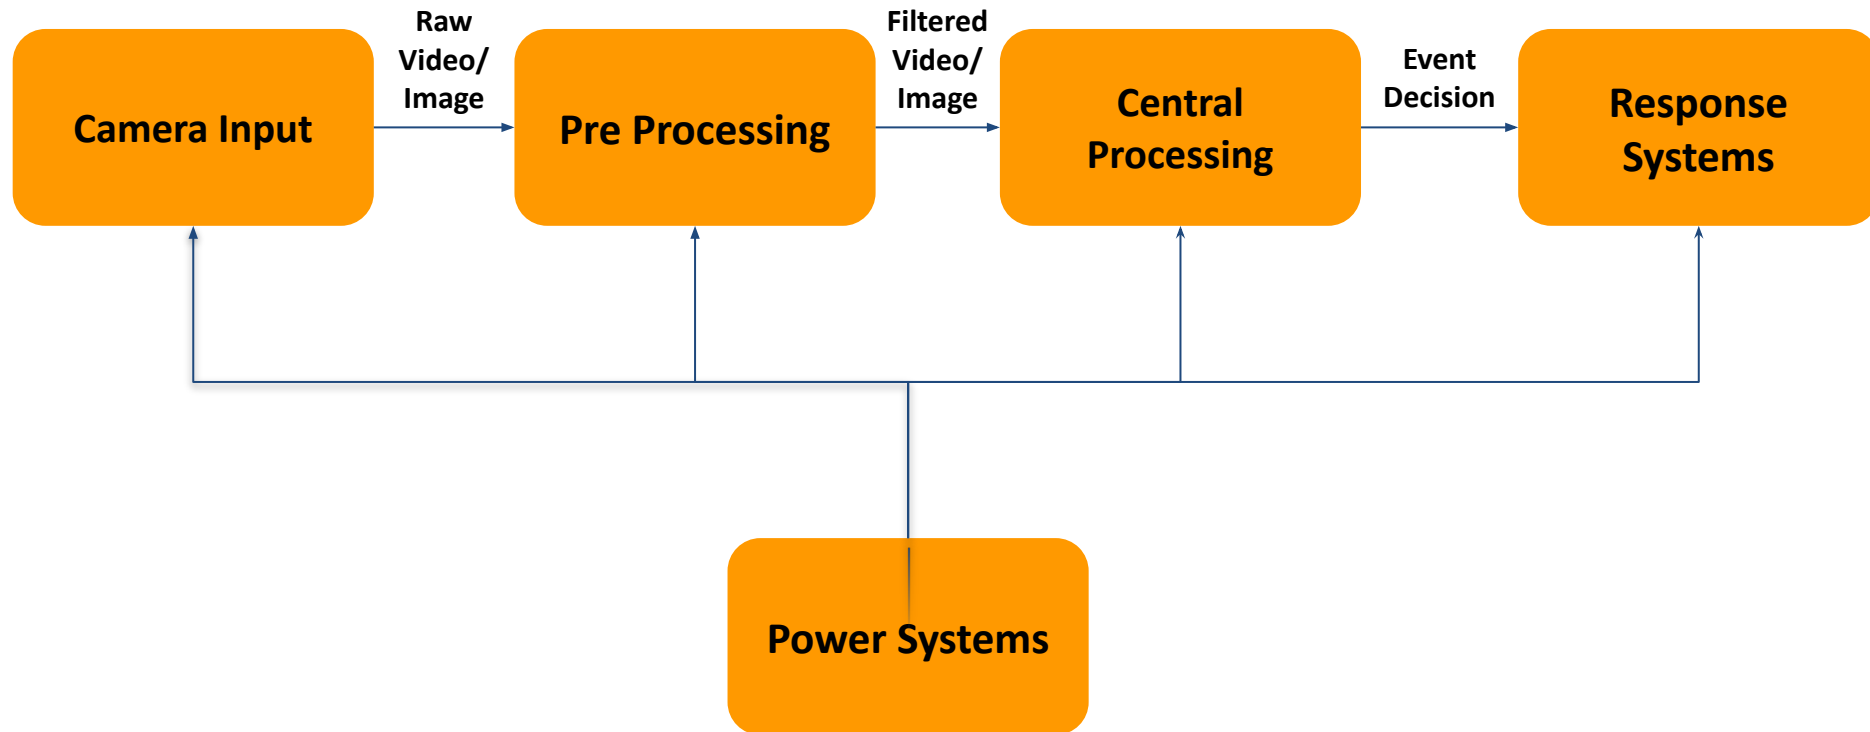 Camera Input
Raw
Video/
Image
Pre Processing
Filtered
Video/
Image
Central
Processing
Event
Decision
Response
Systems
Power Systems